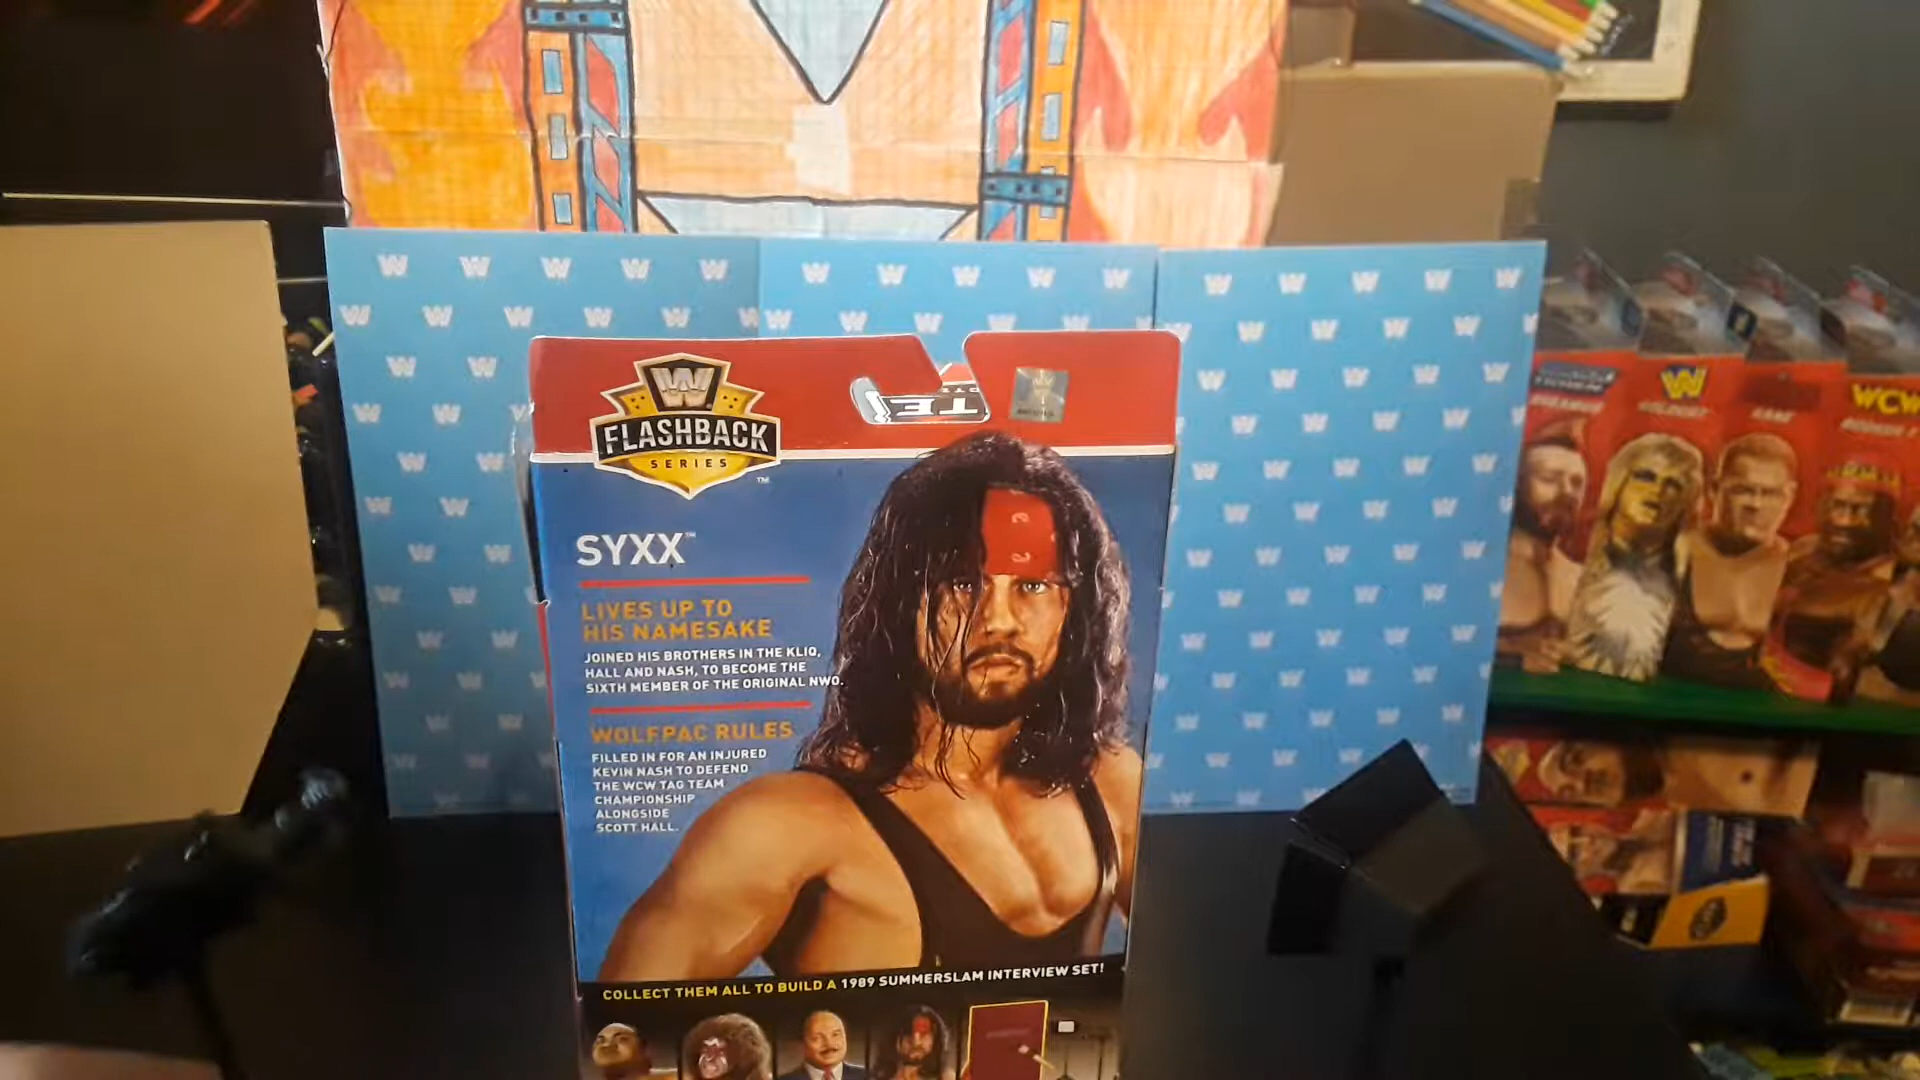 FLASHBACK
SERIES
TM
SYXX™
LIVES UP TO
HIS NAMESAKE
JOINED HIS BROTHERS IN THE KLIQ,
HALL AND NASH, TO BECOME THE
SIXTH MEMBER OF THE ORIGINAL NWO.
WOLFPAC RULES
FILLED IN FOR AN INJURED
KEVIN NASH TO DEFEND
THE WCW TAG TEAM
CHAMPIONSHIP
ALONGSIDE
SCOTT HALL.
COLLECT THEM ALL TO BUILD A 1989 SUMMERSLAM INTERVIEW SET!
WCW